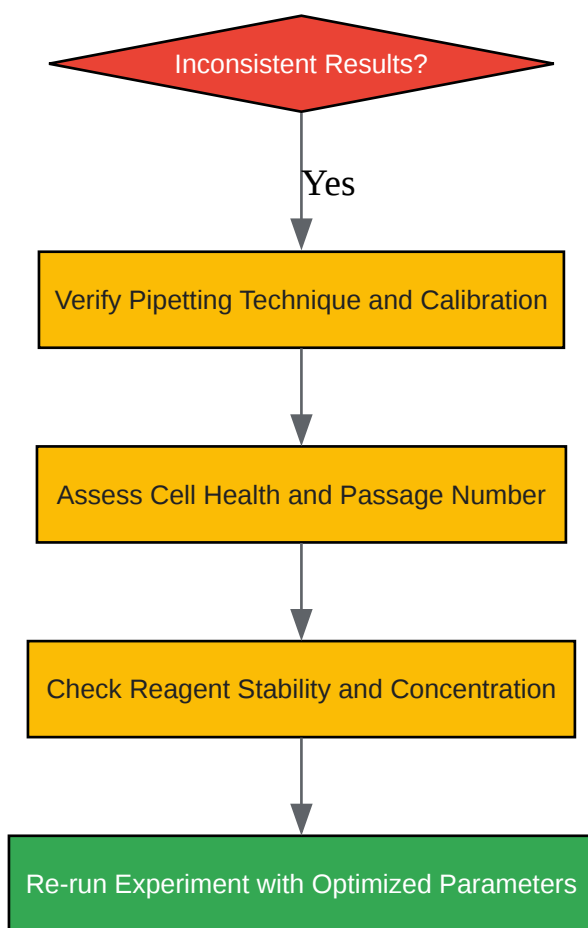 Inconsistent Results?
Yes
Verify Pipetting Technique and Calibration
Assess Cell Health and Passage Number
Check Reagent Stability and Concentration
Re-run Experiment with Optimized Parameters